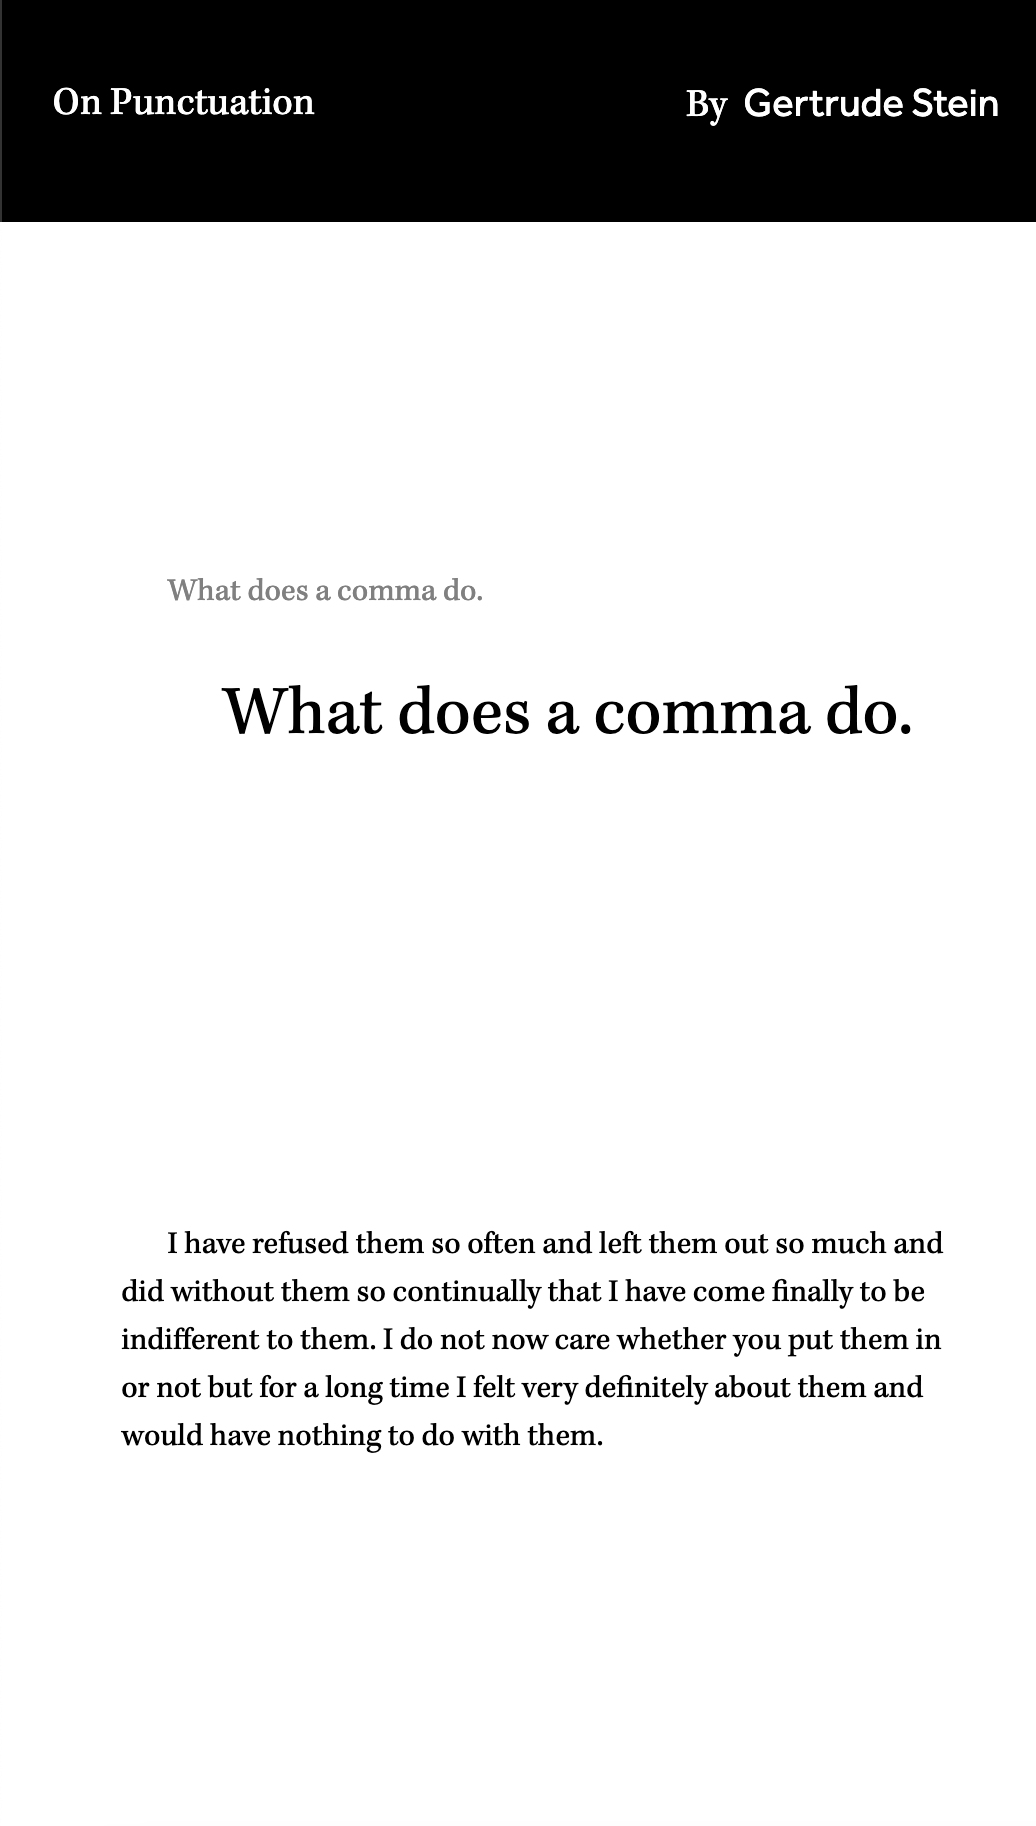 On Punctuation
By Gertrude Stein
What does a comma do.
What does a comma do.
I have refused them so often and left them out so much and
did without them so continually that I have come finally to be
indifferent to them. I do not now care whether you put them in
or not but for a long time I felt very definitely about them and
would have nothing to do with them.